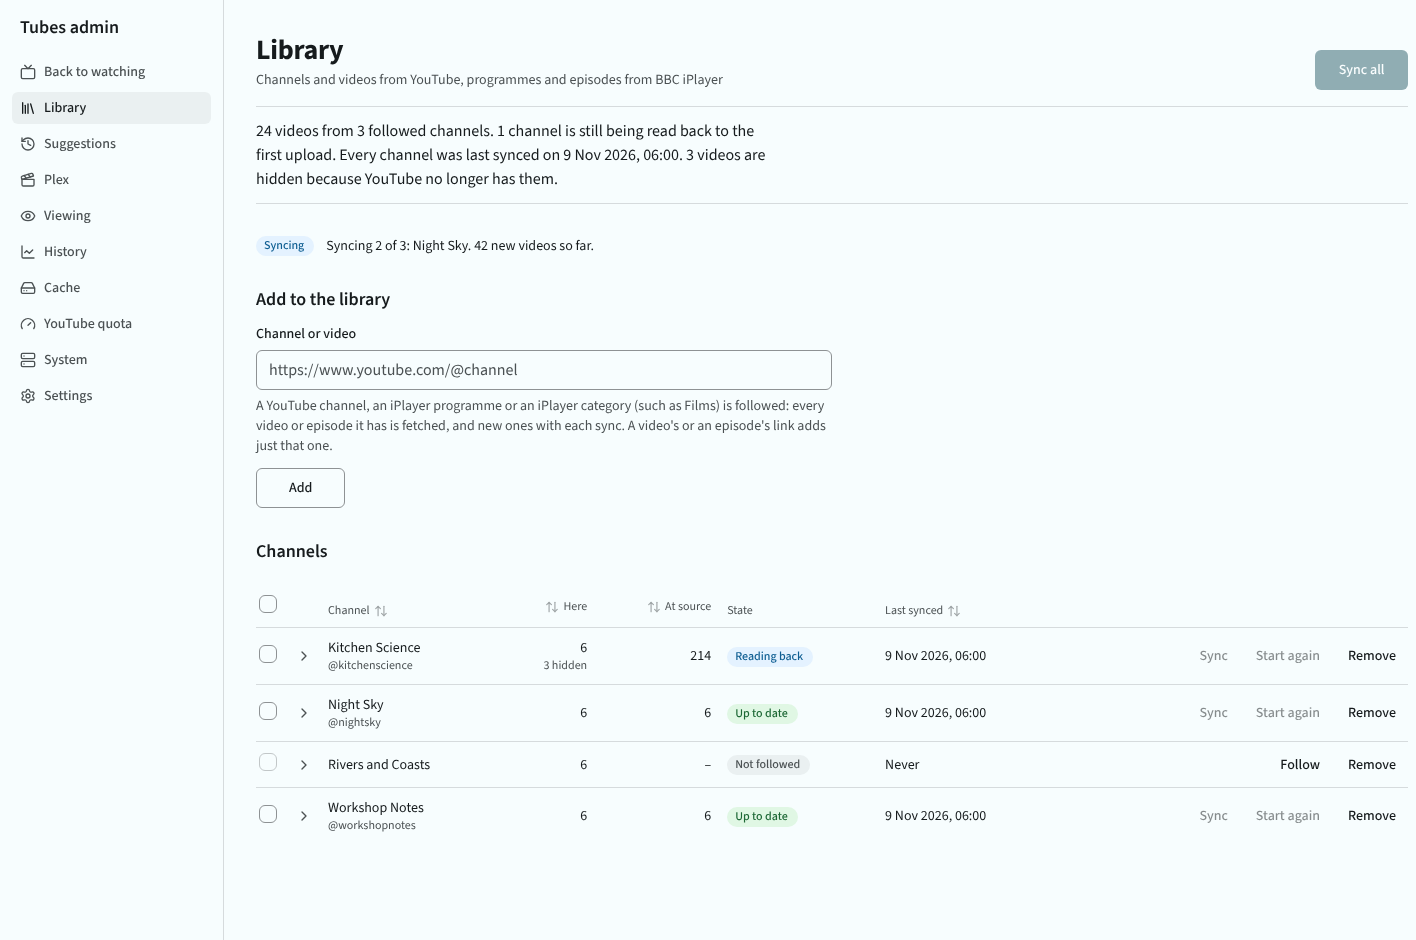 Tubes admin
Back to watching
Library
Suggestions
Plex
Viewing
History
Cache
YouTube quota
System
Settings
Library
Channels and videos from YouTube, programmes and episodes from BBC iPlayer
Sync all
24 videos from 3 followed channels. 1 channel is still being read back to the
first upload. Every channel was last synced on 9 Nov 2026, 06:00. 3 videos are
hidden because YouTube no longer has them.
Syncing Syncing 2 of 3: Night Sky. 42 new videos so far.
Add to the library
Channel or video
https://www.youtube.com/@channel
A YouTube channel, an iPlayer programme or an iPlayer category (such as Films) is followed: every
video or episode it has is fetched, and new ones with each sync. A video's or an episode's link adds
just that one.
Add
Channels
Channel Here At source State Last synced
Kitchen Science 6 214 Reading back 9 Nov 2026, 06:00 Sync Start again Remove
@kitchenscience 3 hidden
Night Sky 6 6 Up to date 9 Nov 2026, 06:00 Sync Start again Remove
@nightsky
Rivers and Coasts 6 – Not followed Never Follow Remove
Workshop Notes 6 6 Up to date 9 Nov 2026, 06:00 Sync Start again Remove
@workshopnotes